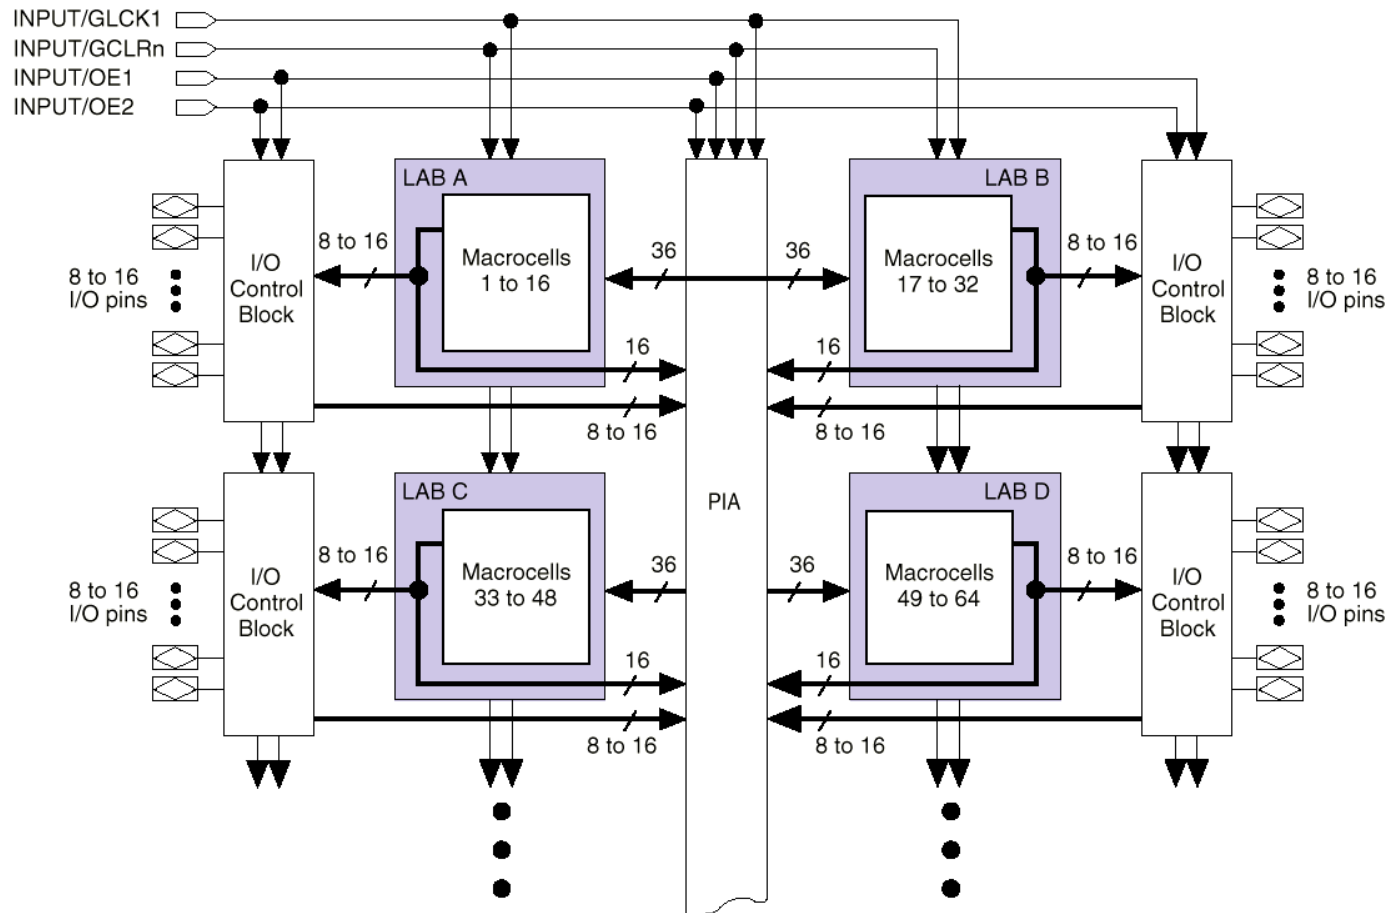 INPUT/GLCK1
INPUT/GCLRn
INPUT/OE1
INPUT/OE2
LAB A
LAB B
8 to 16
I/O pins
I/O
Control
Block
8 to 16
Macrocells
1 to 16
36
36
Macrocells
17 to 32
8 to 16
I/O
Control
Block
8 to 16
I/O pins
16
16
8 to 16
8 to 16
LAB C
PIA
LAB D
8 to 16
I/O pins
I/O
Control
Block
8 to 16
Macrocells
33 to 48
36
36
Macrocells
49 to 64
8 to 16
I/O
Control
Block
8 to 16
I/O pins
16
16
8 to 16
8 to 16